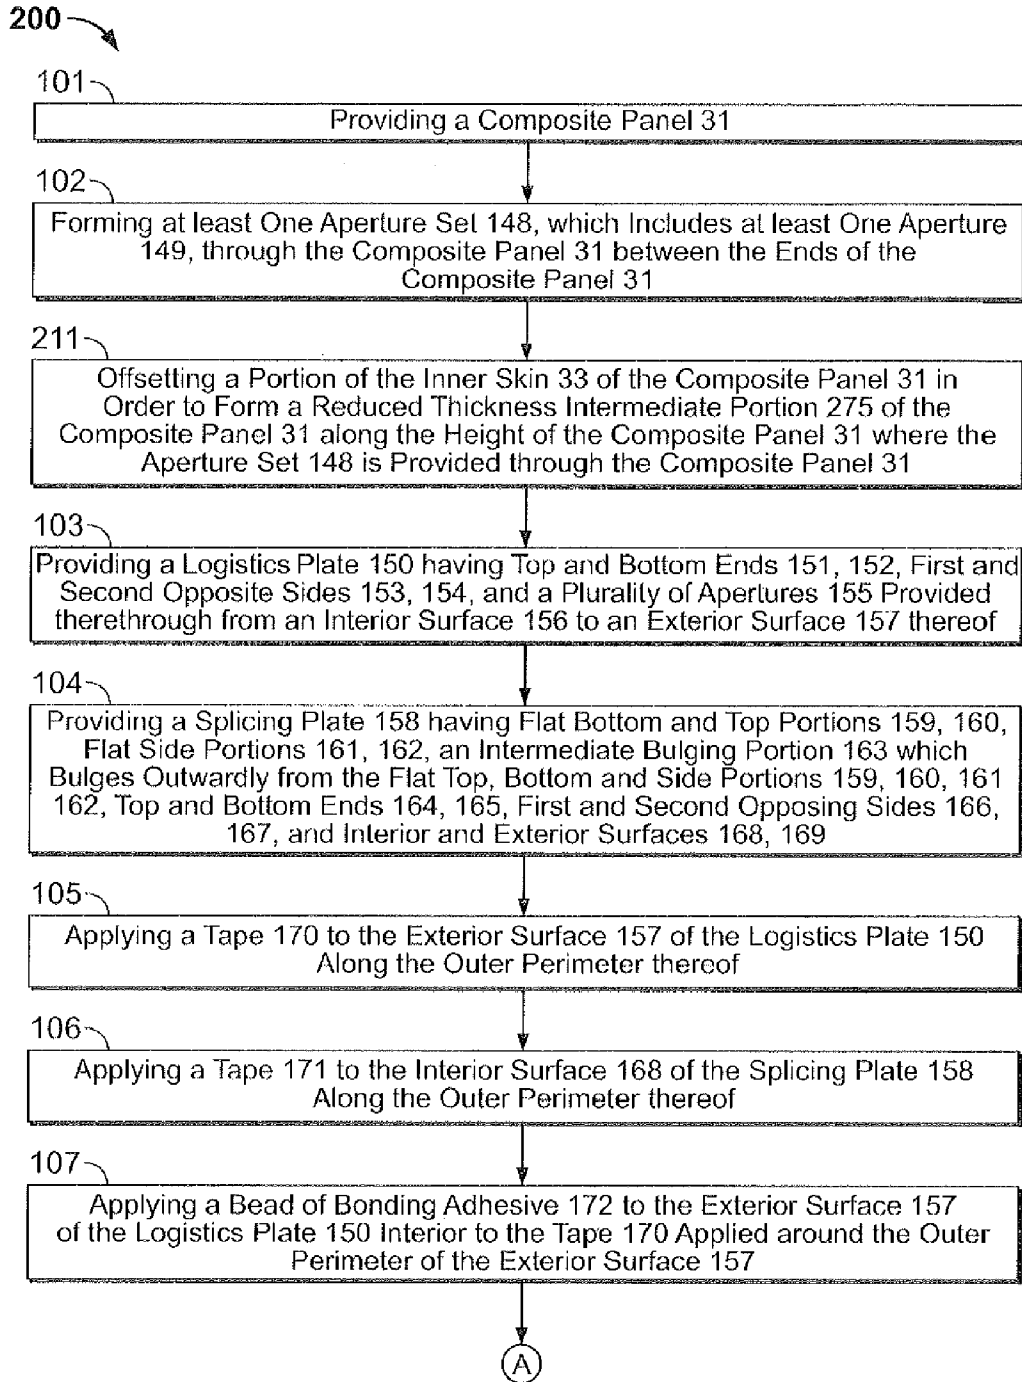 200
101
Providing a Composite Panel 31
102
Forming at least One Aperture Set 148, which Includes at least One Aperture
149, through the Composite Panel 31 between the Ends of the
Composite Panel 31
211
Offsetting a Portion of the Inner Skin 33 of the Composite Panel 31 in
Order to Form a Reduced Thickness Intermediate Portion 275 of the
Composite Panel 31 along the Height of the Composite Panel 31 where the
Aperture Set 148 is Provided through the Composite Panel 31
103
Providing a Logistics Plate 150 having Top and Bottom Ends 151, 152, First and
Second Opposite Sides 153, 154, and a Plurality of Apertures 155 Provided
therethrough from an Interior Surface 156 to an Exterior Surface 157 thereof
104
Providing a Splicing Plate 158 having Flat Bottom and Top Portions 159, 160,
Flat Side Portions 161, 162, an Intermediate Bulging Portion 163 which
Bulges Outwardly from the Flat Top, Bottom and Side Portions 159, 160, 161
162, Top and Bottom Ends 164, 165, First and Second Opposing Sides 166,
167, and Interior and Exterior Surfaces 168, 169
105
Applying a Tape 170 to the Exterior Surface 157 of the Logistics Plate 150
Along the Outer Perimeter thereof
106
Applying a Tape 171 to the Interior Surface 168 of the Splicing Plate 158
Along the Outer Perimeter thereof
107
Applying a Bead of Bonding Adhesive 172 to the Exterior Surface 157
of the Logistics Plate 150 Interior to the Tape 170 Applied around the Outer
Perimeter of the Exterior Surface 157
A